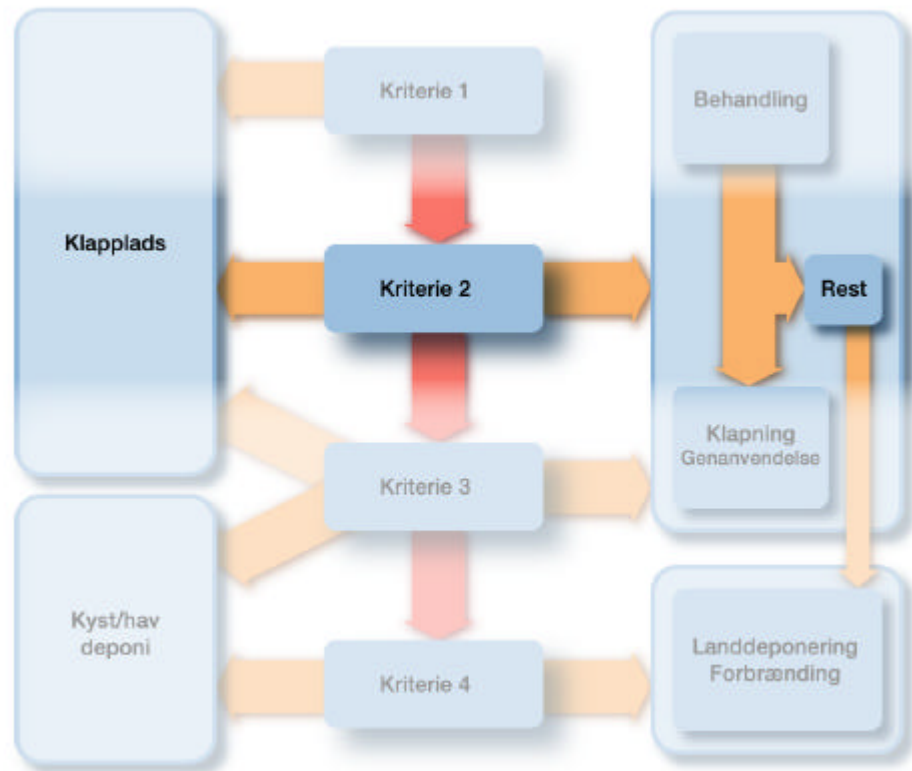 Kriterie 1
Behandling
Klapplads
Kriterie 2
Rest
Klapning
Genanvendelse
Kriterie 3
Kyst/hav
deponi
Kriterie 4
Landdeponering
Forbrænding